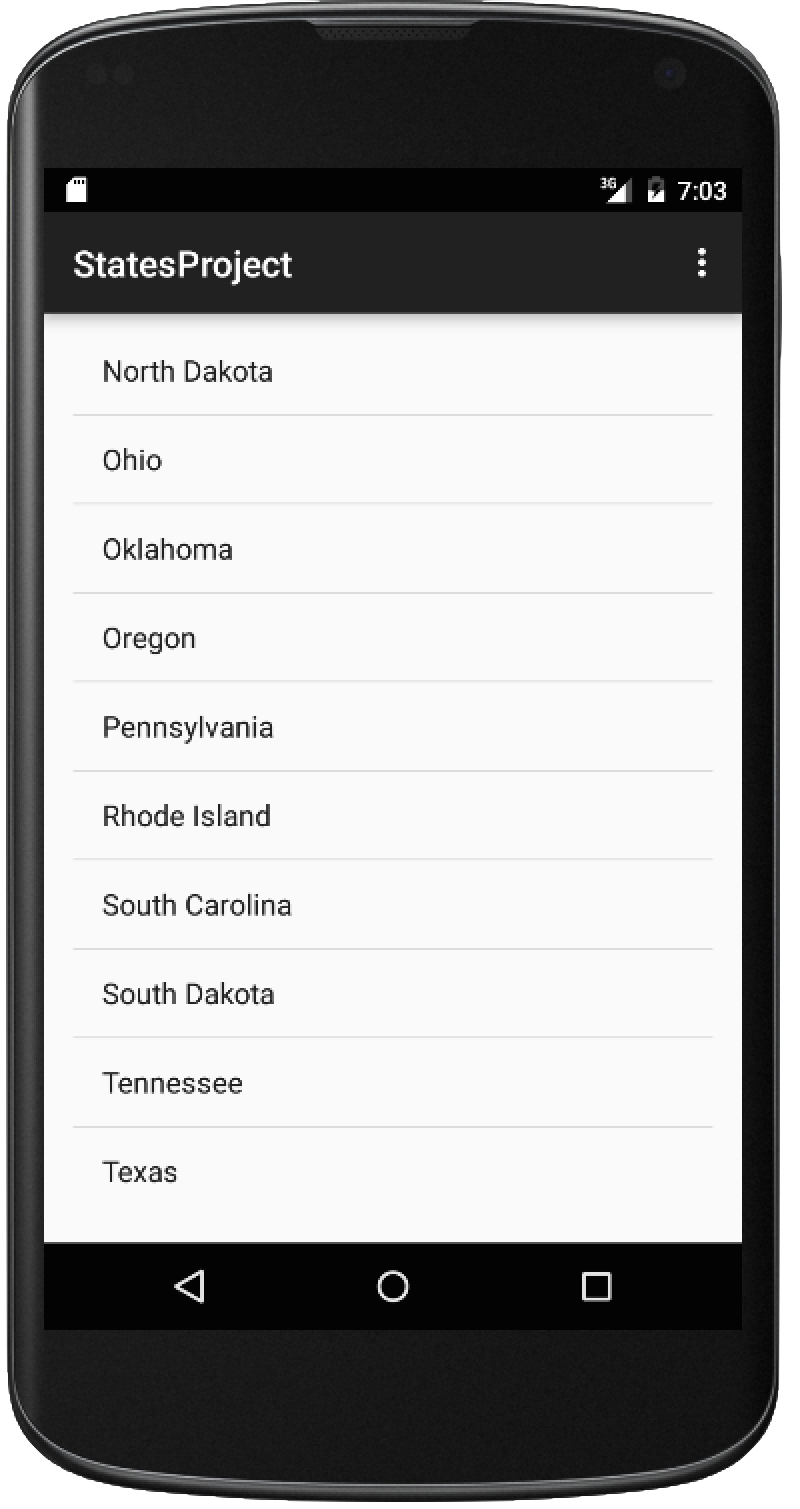 3G 7:03
StatesProject
North Dakota
Ohio
Oklahoma
Oregon
Pennsylvania
Rhode Island
South Carolina
South Dakota
Tennessee
Texas